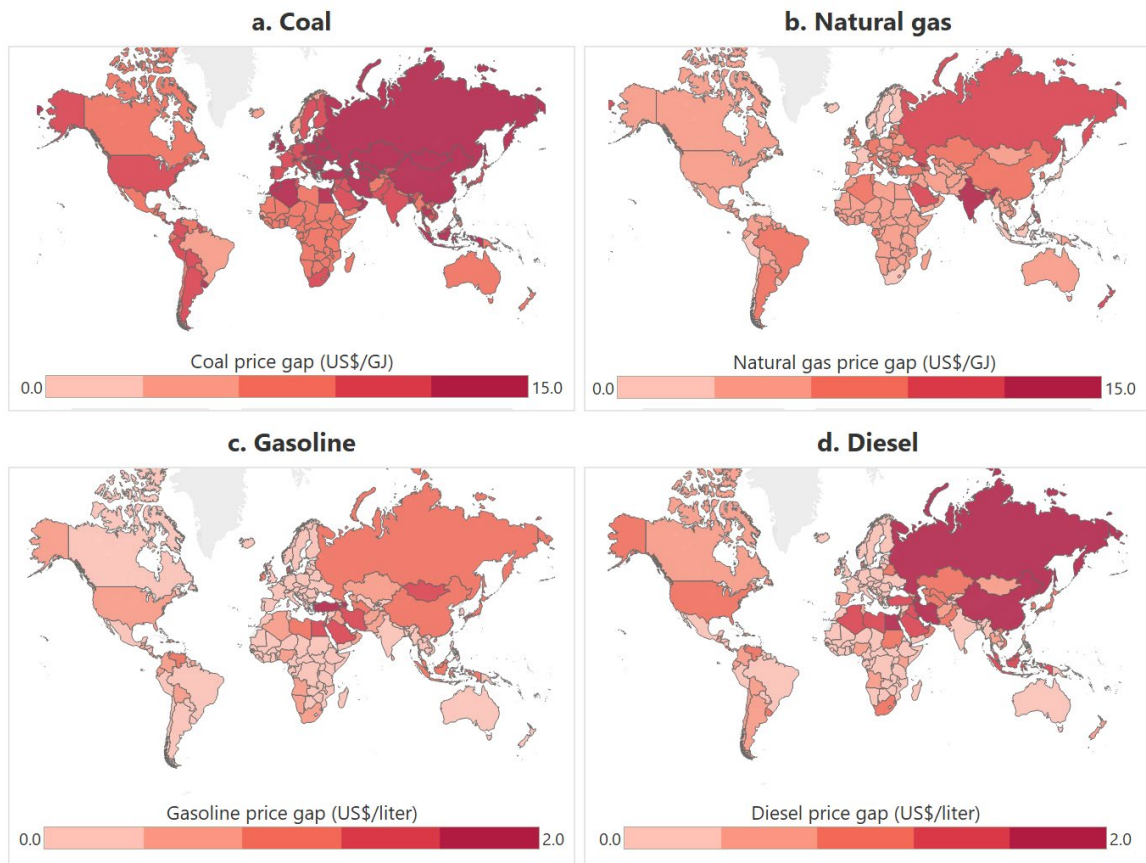 a. Coal
b. Natural gas
Coal price gap (US$/GJ)
0.0
15.0
Natural gas price gap (US$/GJ)
0.0
15.0
c. Gasoline
d. Diesel
Gasoline price gap (US$/liter)
0.0
2.0
Diesel price gap (US$/liter)
0.0
2.0